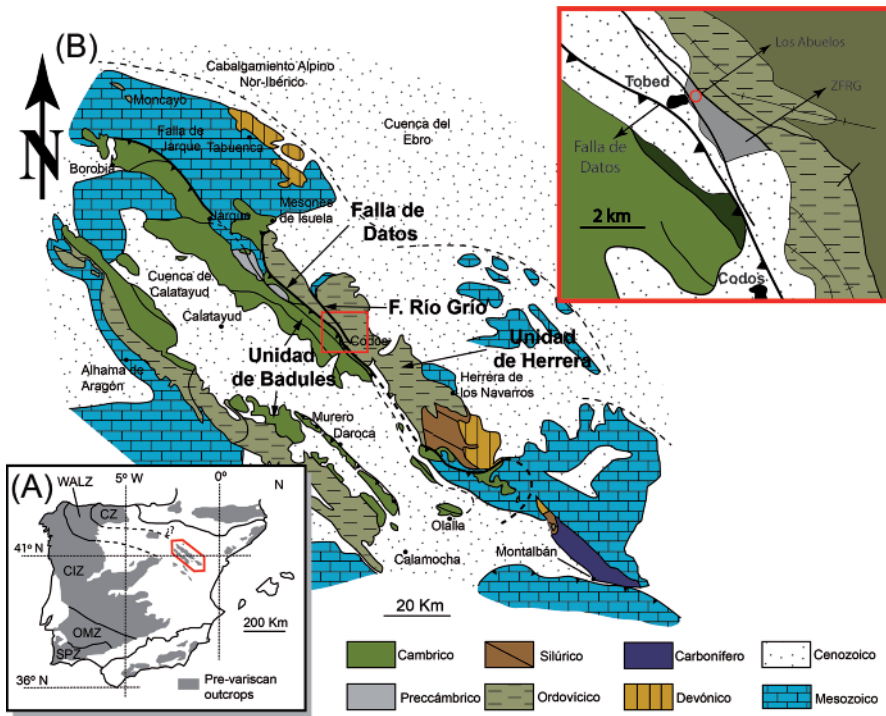 (B)
N
Cabalgamiento Alpino
Nor-Ibérico
Moncayo
Falla de
Jarque
Tabuenca
Cuenca del
Ebro
Borobia
Jarque
Mesones
de Isuela
Falla de
Datos
Cuenca de
Calatayud
Calatayud
F. Río Grío
Codos
Unidad
de Badules
Unidad
de Herrera
Alhama de
Aragón
Herrera de
los Navarros
Murero
Daroca
Olalla
Calamocha
Montalbán
20 Km
Los Abuelos
Tobed
ZFRG
Falla de
Datos
2 km
Codos
(A)
WALZ
CZ
5º W
0º
N
¿?
41º N
CIZ
OMZ
SPZ
200 Km
36º N
Pre-variscan
outcrops
Cambrico
Silúrico
Carbonífero
Cenozoico
Preccámbrico
Ordovícico
Devónico
Mesozoico